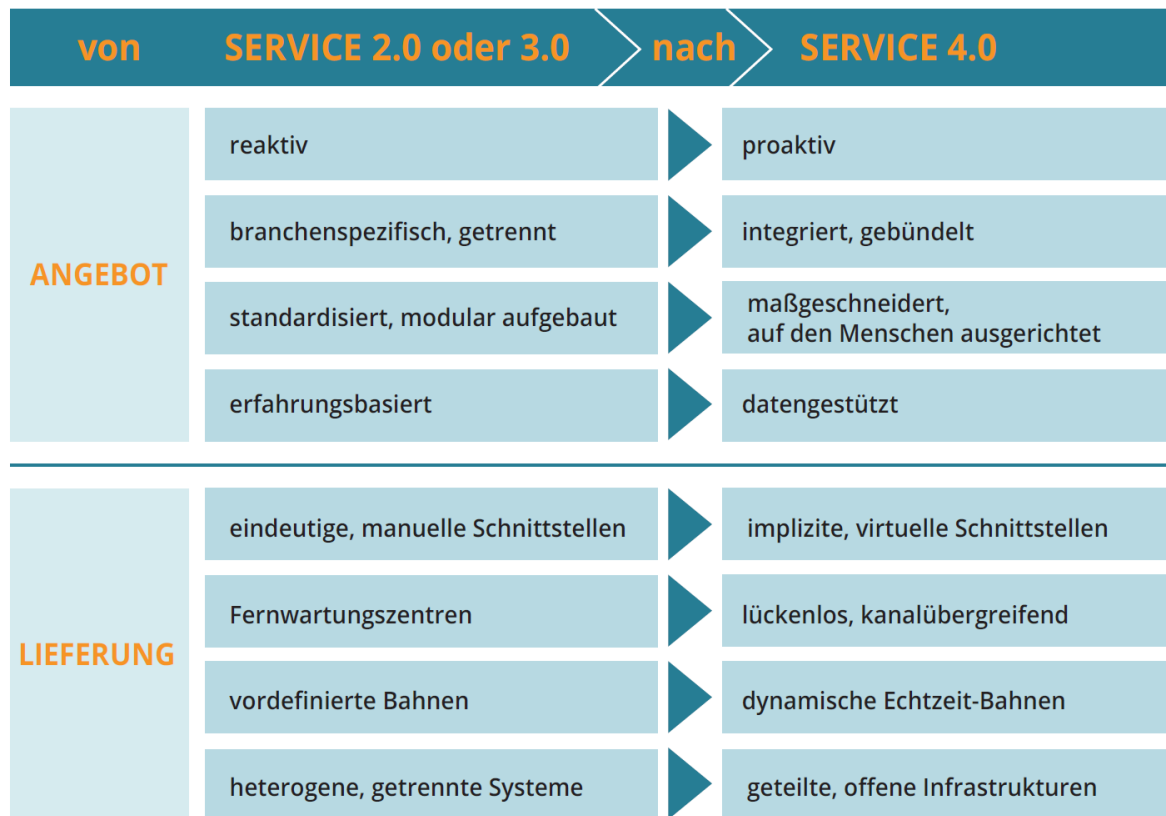 von SERVICE 2.0 oder 3.0 nach SERVICE 4.0
ANGEBOT
reaktiv
proaktiv
branchenspezifisch, getrennt
integriert, gebündelt
standardisiert, modular aufgebaut
maßgeschneidert,
auf den Menschen ausgerichtet
erfahrungsbasiert
datengestützt
LIEFERUNG
eindeutige, manuelle Schnittstellen
implizite, virtuelle Schnittstellen
Fernwartungszentren
lückenlos, kanalübergreifend
vordefinierte Bahnen
dynamische Echtzeit-Bahnen
heterogene, getrennte Systeme
geteilte, offene Infrastrukturen